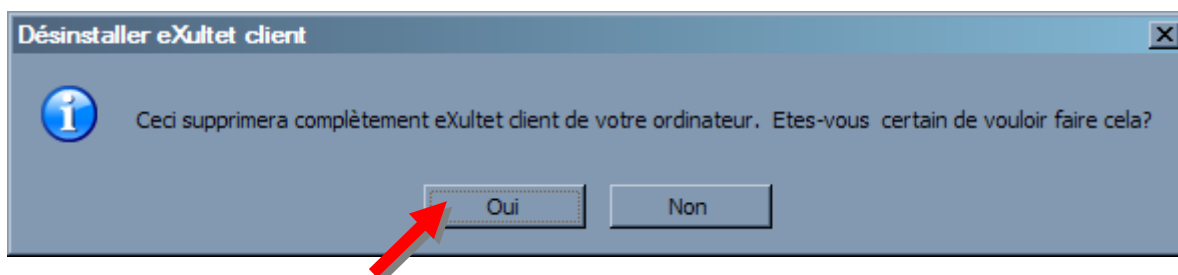 Désinstaller eXultet client
Ceci supprimera complètement eXultet client de votre ordinateur. Etes-vous certain de vouloir faire cela?
Oui
Non